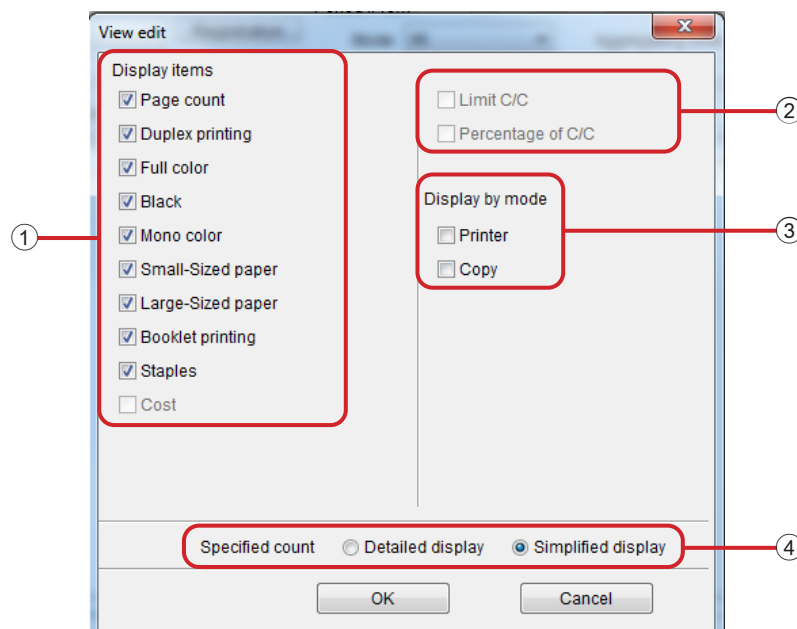 View edit
Display items
Page count
Duplex printing
Full color
Black
Mono color
Small-Sized paper
Large-Sized paper
Booklet printing
Staples
Cost
Limit C/C
Percentage of C/C
Display by mode
Printer
Copy
Specified count Detailed display Simplified display
OK Cancel
1
2
3
4